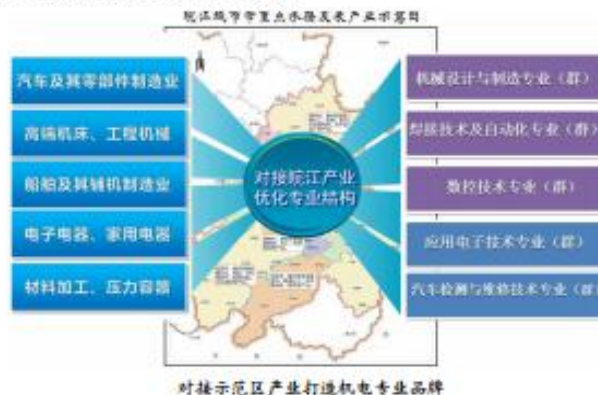 皖江城市带重点承接发展产业示意图
汽车及其零部件制造业
高端机床、工程机械
船舶及其辅机制造业
电子电器、家用电器
材料加工、压力容器
对接皖江产业
优化专业结构
机械设计与制造专业（群）
焊接技术及自动化专业（群）
数控技术专业（群）
应用电子技术专业（群）
汽车检测与维修技术专业（群）
对接示范区产业打造机电专业品牌